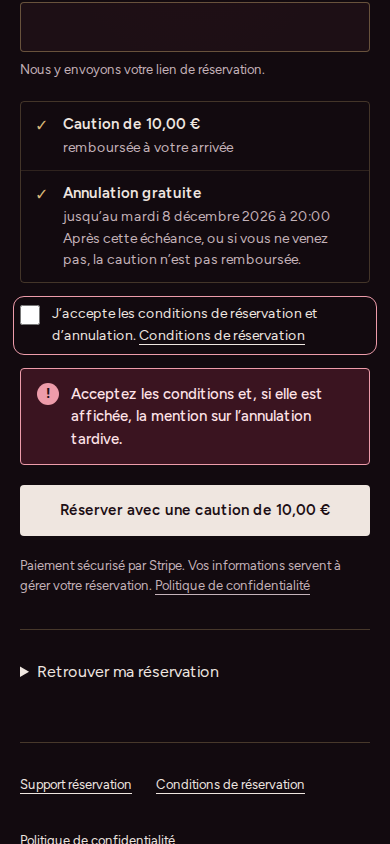 Nous y envoyons votre lien de réservation.
✓ Caution de 10,00 €
remboursée à votre arrivée
✓ Annulation gratuite
jusqu’au mardi 8 décembre 2026 à 20:00
Après cette échéance, ou si vous ne venez
pas, la caution n’est pas remboursée.
J’accepte les conditions de réservation et
d’annulation. Conditions de réservation
! Acceptez les conditions et, si elle est
affichée, la mention sur l’annulation
tardive.
Réserver avec une caution de 10,00 €
Paiement sécurisé par Stripe. Vos informations servent à
gérer votre réservation. Politique de confidentialité
▶ Retrouver ma réservation
Support réservation Conditions de réservation
Politique de confidentialité